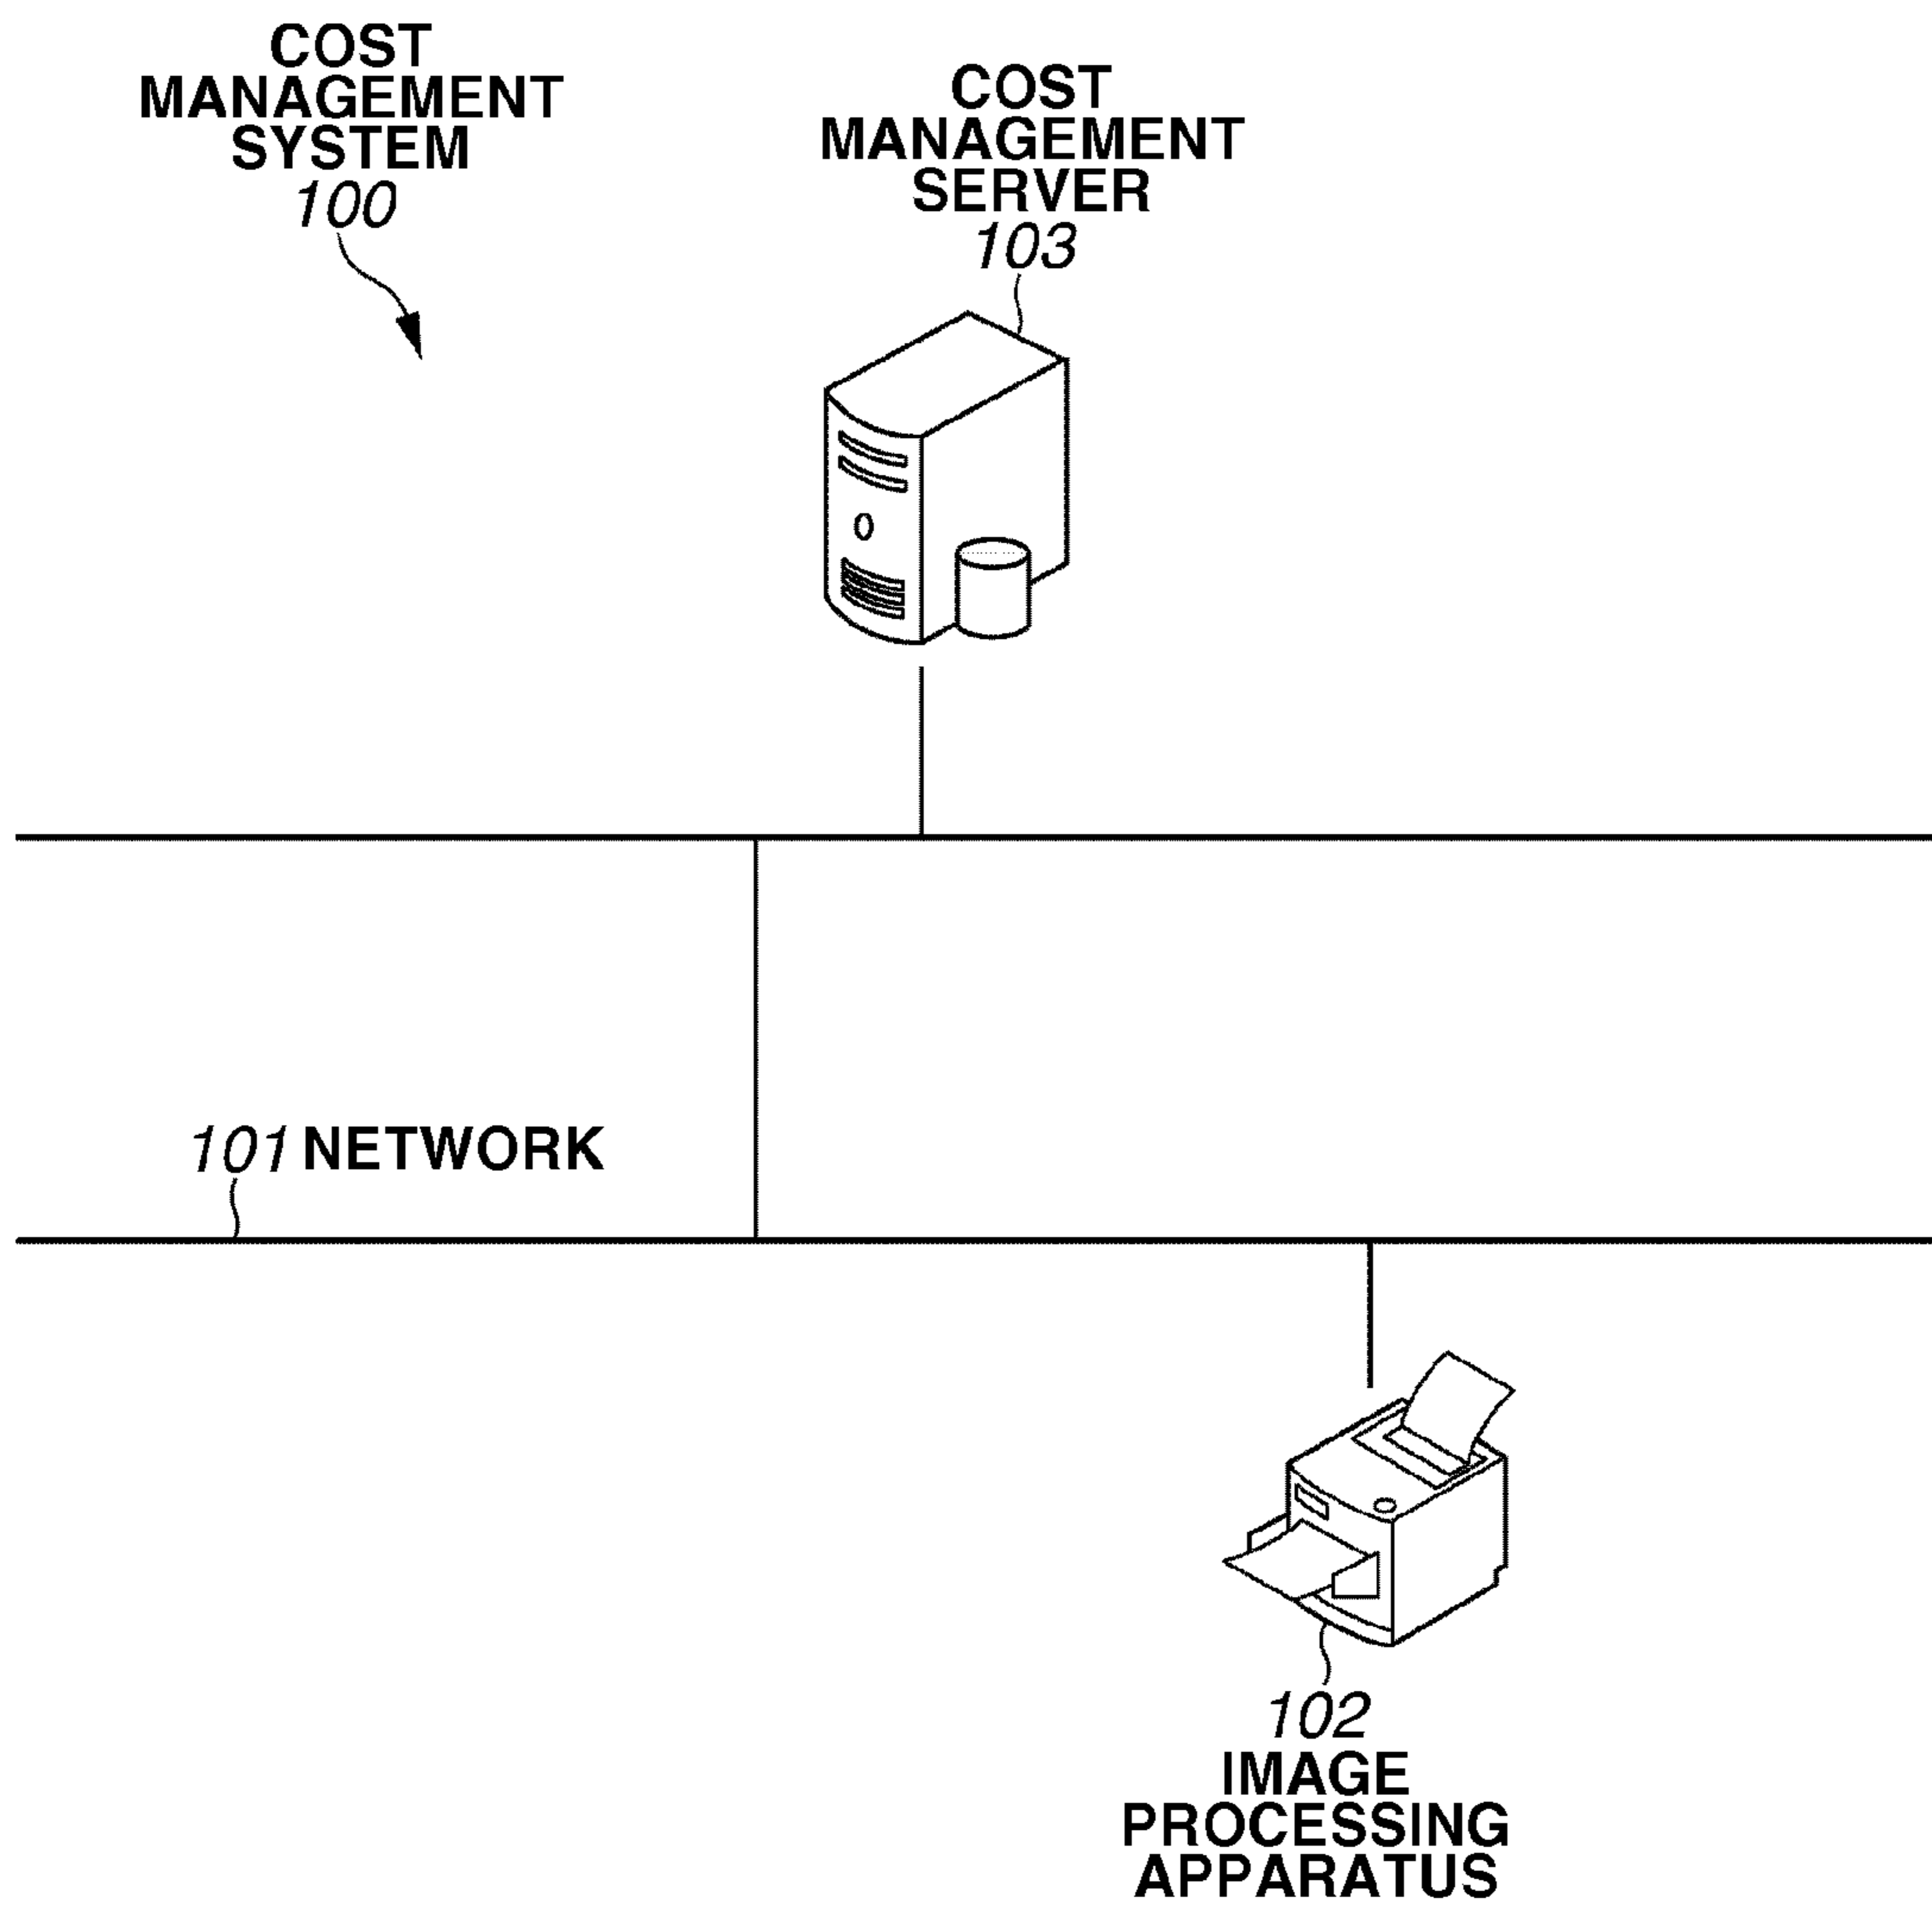 COST
MANAGEMENT
SYSTEM
100
COST
MANAGEMENT
SERVER
103
101 NETWORK
102
IMAGE
PROCESSING
APPARATUS